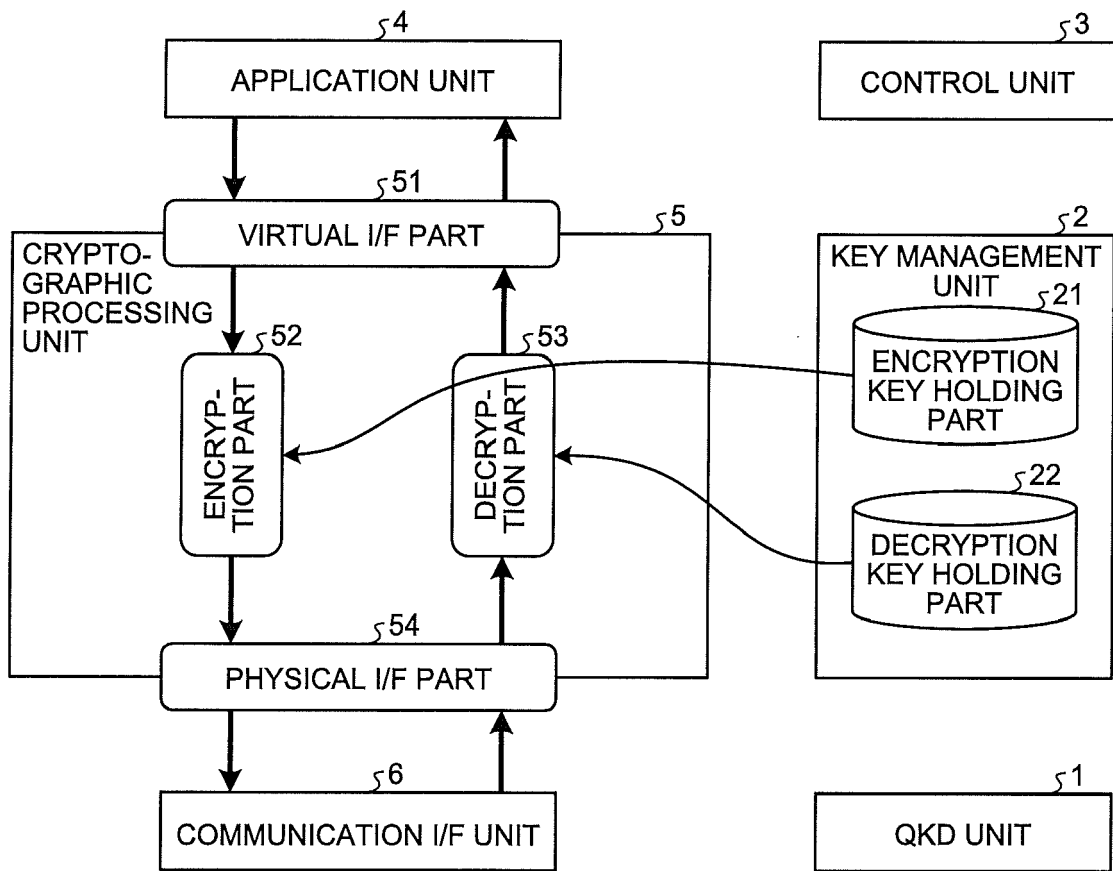 4
APPLICATION UNIT
3
CONTROL UNIT
51
VIRTUAL I/F PART
5
CRYPTO-
GRAPHIC
PROCESSING
UNIT
52
ENCRYP-
TION PART
53
DECRYP-
TION PART
54
PHYSICAL I/F PART
2
KEY MANAGEMENT
UNIT
21
ENCRYPTION
KEY HOLDING
PART
22
DECRYPTION
KEY HOLDING
PART
6
COMMUNICATION I/F UNIT
1
QKD UNIT